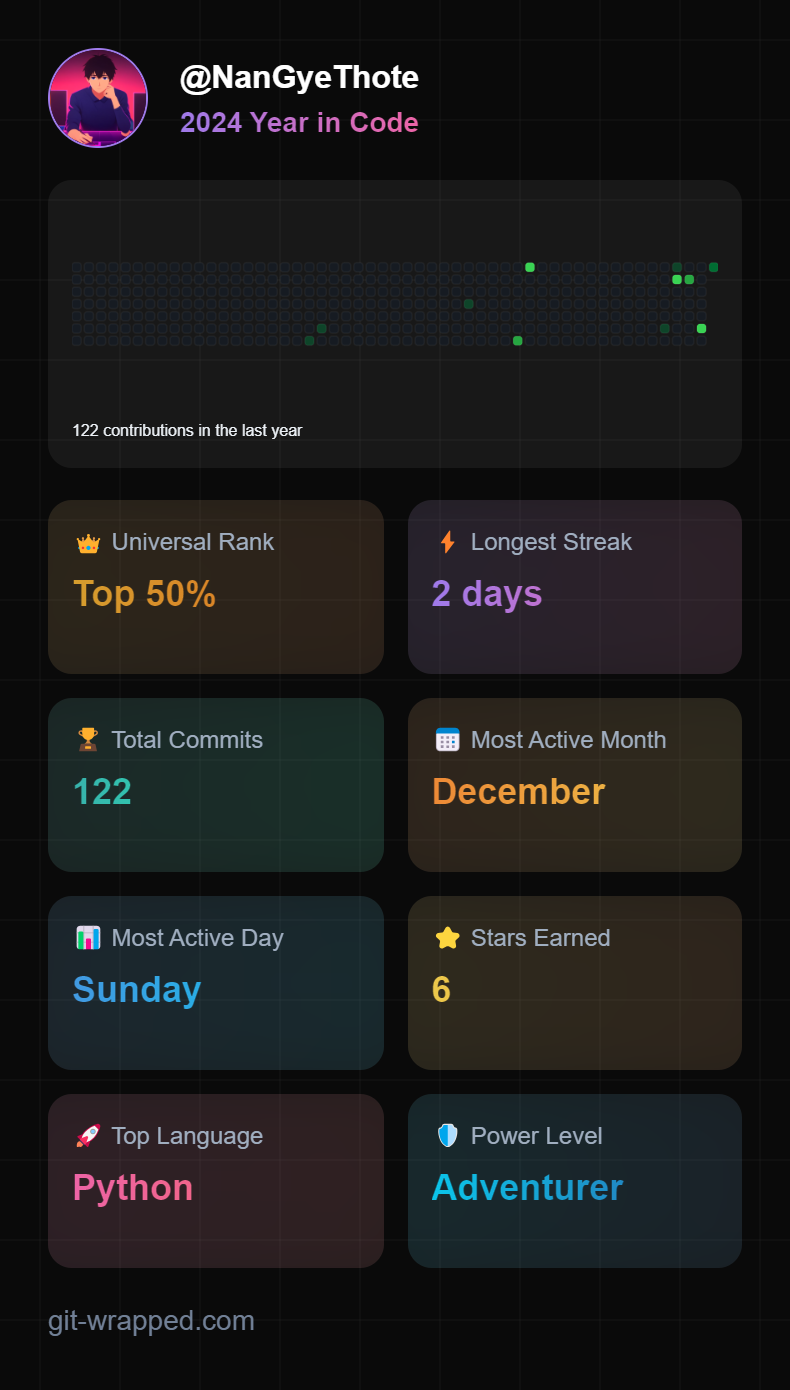 @NanGyeThote
2024 Year in Code
122 contributions in the last year
Universal Rank
Top 50%
Longest Streak
2 days
Total Commits
122
Most Active Month
December
Most Active Day
Sunday
Stars Earned
6
Top Language
Python
Power Level
Adventurer
git-wrapped.com